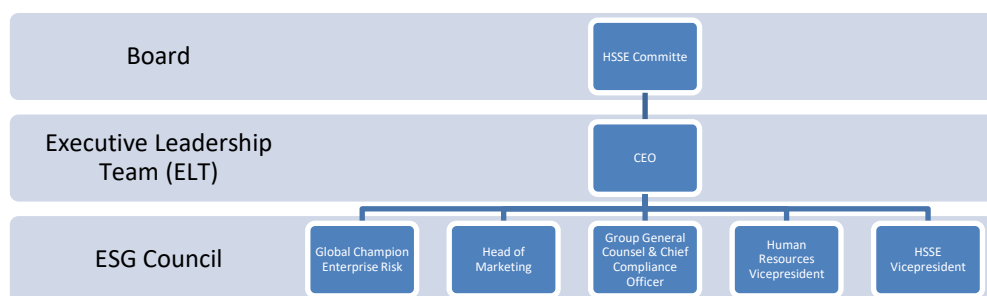 Board
HSSE Committe
Executive Leadership
Team (ELT)
CEO
ESG Council
Global Champion
Enterprise Risk
Head of
Marketing
Group General
Counsel & Chief
Compliance
Officer
Human
Resources
Vicepresident
HSSE
Vicepresident